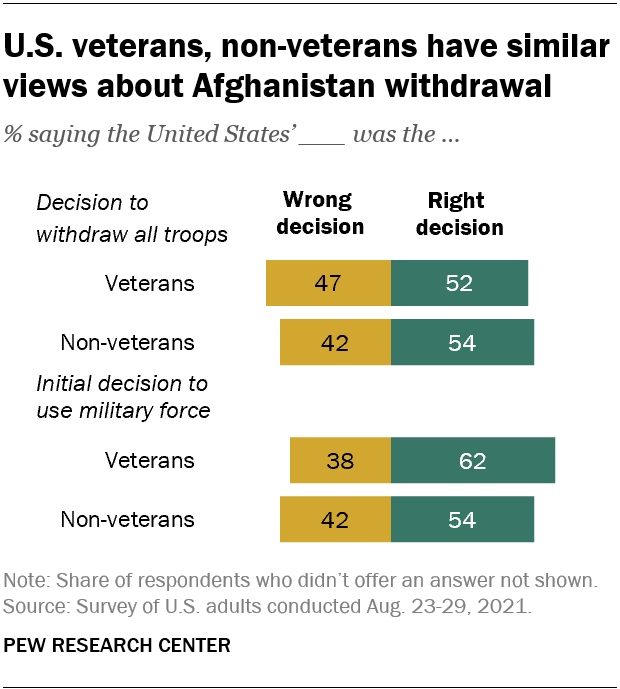 U.S. veterans, non-veterans have similar
views about Afghanistan withdrawal
% saying the United States’ ___ was the ...
Wrong decision
Right decision
Decision to
withdraw all troops
Veterans 47 52
Non-veterans 42 54
Initial decision to
use military force
Veterans 38 62
Non-veterans 42 54
Note: Share of respondents who didn’t offer an answer not shown.
Source: Survey of U.S. adults conducted Aug. 23-29, 2021.
PEW RESEARCH CENTER